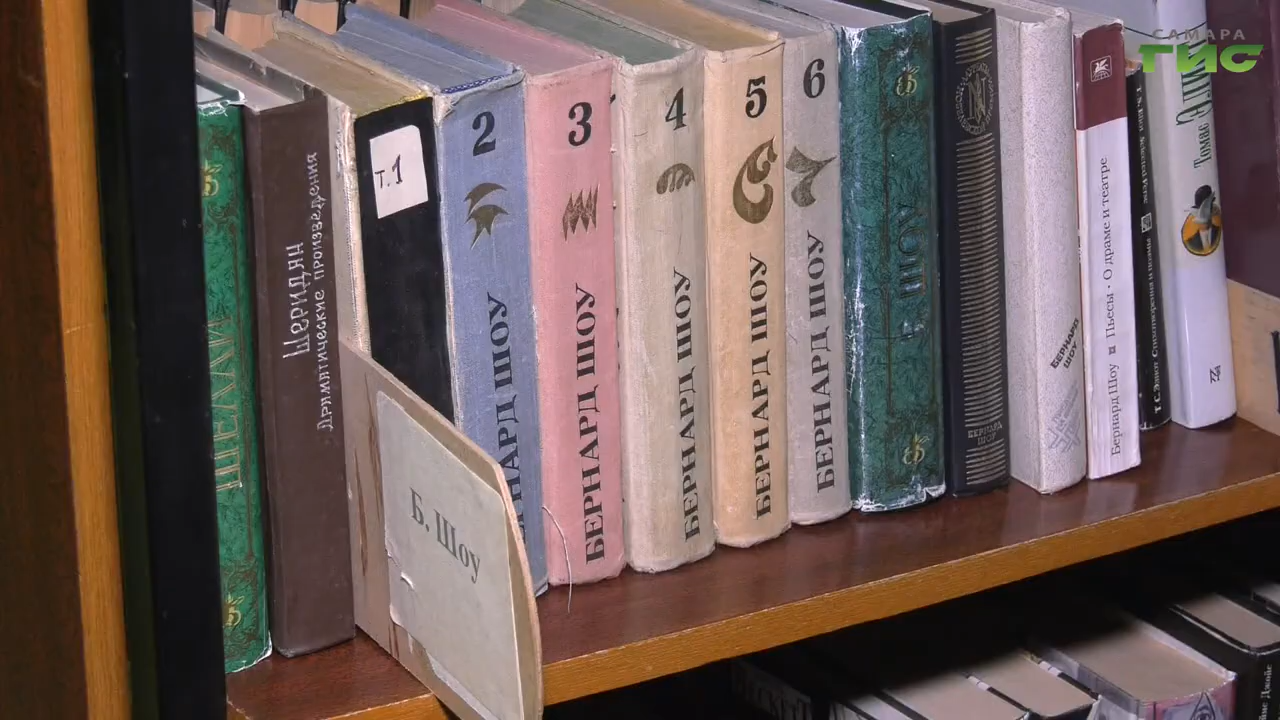 САМАРА
ГИС
ШЕЛЛИ
Шеридан
Драматические произведения
Т.1
2
БЕРНАРД ШОУ
3
БЕРНАРД ШОУ
4
БЕРНАРД ШОУ
5
БЕРНАРД ШОУ
6
БЕРНАРД ШОУ
Б. ШОУ
БЕРНАРД
ШОУ
БЕРНАРД
ШОУ
Бернард Шоу Пьесы · О драме и театре
Т.С.Элиот Стихотворения и поэмы
Томас Элиот
Б. Шоу